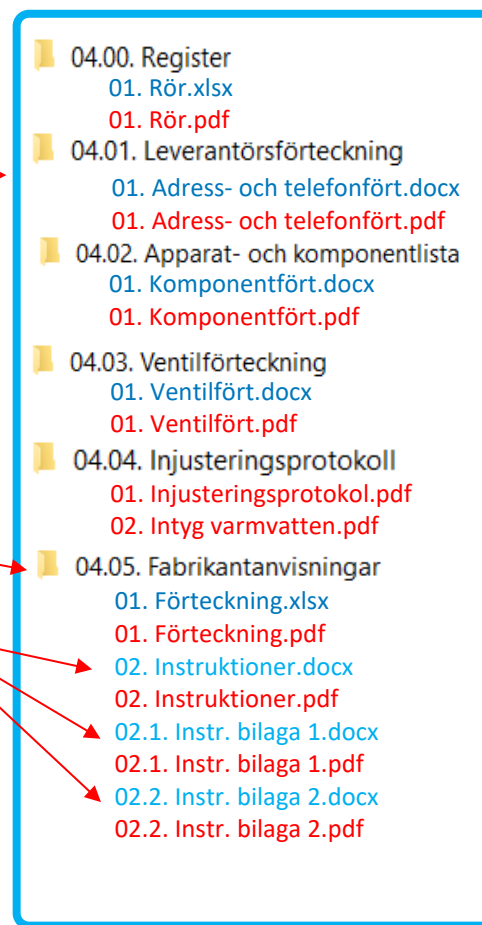 04.00. Register
01. Rör.xlsx
01. Rör.pdf
04.01. Leverantörsförteckning
01. Adress- och telefonfört.docx
01. Adress- och telefonfört.pdf
04.02. Apparat- och komponentlista
01. Komponentfört.docx
01. Komponentfört.pdf
04.03. Ventilförteckning
01. Ventilfört.docx
01. Ventilfört.pdf
04.04. Injusteringsprotokoll
01. Injusteringsprotokol.pdf
02. Intyg varmvatten.pdf
04.05. Fabrikantanvisningar
01. Förteckning.xlsx
01. Förteckning.pdf
02. Instruktioner.docx
02. Instruktioner.pdf
02.1. Instr. bilaga 1.docx
02.1. Instr. bilaga 1.pdf
02.2. Instr. bilaga 2.docx
02.2. Instr. bilaga 2.pdf